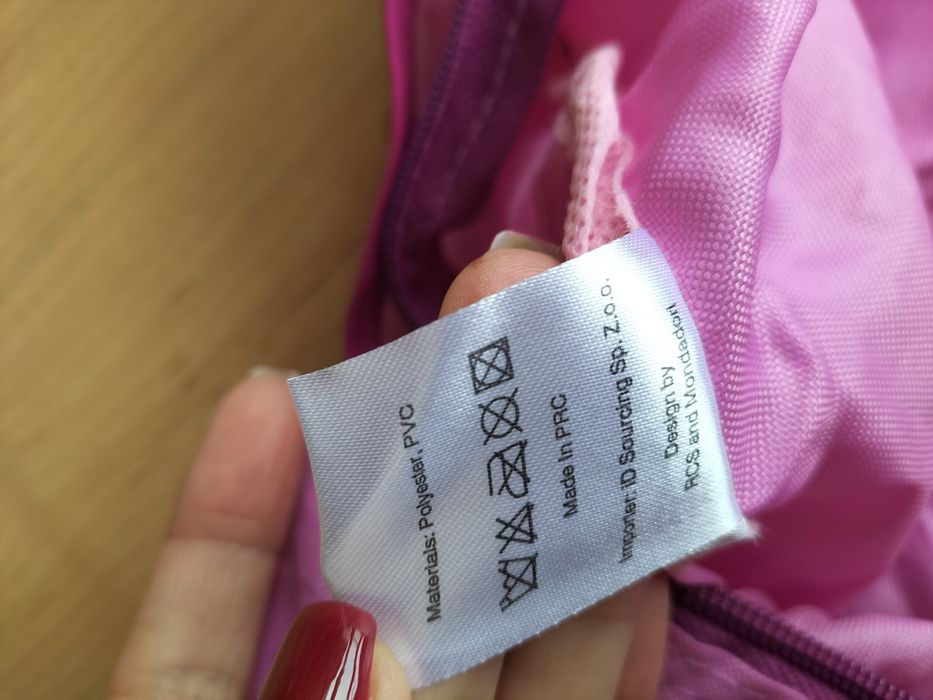 Materials: Polyester, PVC
Made in PRC
Importer: ID Sourcing Sp. Z.o.o.
Design by
RCS and Mondadori